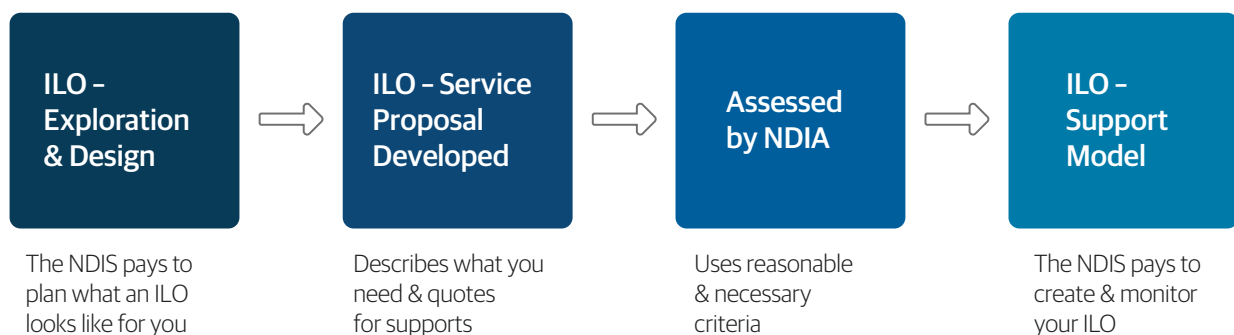 ILO –
Exploration
& Design
ILO – Service
Proposal
Developed
Assessed
by NDIA
ILO –
Support
Model
The NDIS pays to
plan what an ILO
looks like for you
Describes what you
need & quotes
for supports
Uses reasonable
& necessary
criteria
The NDIS pays to
create & monitor
your ILO